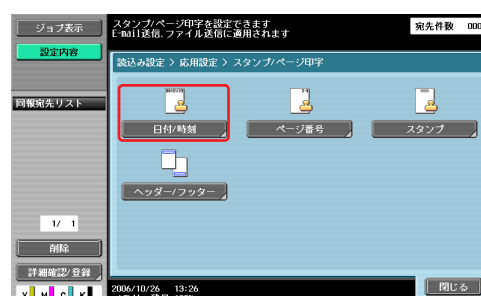 ジョブ表示
スタンプ/ページ印字を設定できます
E-mail送信、ファイル送信に適用されます
宛先件数 000
設定内容
読込み設定 > 応用設定 > スタンプ/ページ印字
同報宛先リスト
日付/時刻
ページ番号
スタンプ
ヘッダー/フッター
1/ 1
削除
詳細確認/登録
Y M C K
2006/10/26 13:26
閉じる